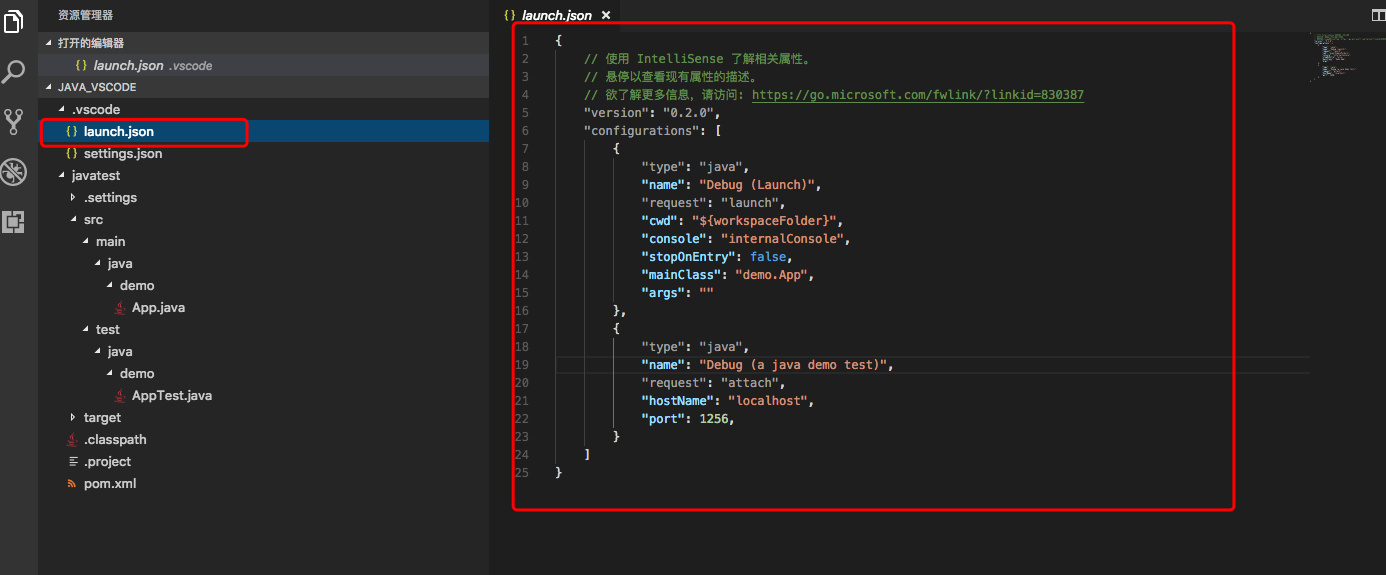 资源管理器
打开的编辑器
{} launch.json .vscode
JAVA_VSCODE
.vscode
{} launch.json
{} settings.json
javatest
.settings
src
main
java
demo
App.java
test
java
demo
AppTest.java
target
.classpath
.project
pom.xml
{} launch.json ×
1 {
2 // 使用 IntelliSense 了解相关属性。
3 // 悬停以查看现有属性的描述。
4 // 欲了解更多信息，请访问: https://go.microsoft.com/fwlink/?linkid=830387
5 "version": "0.2.0",
6 "configurations": [
7 {
8 "type": "java",
9 "name": "Debug (Launch)",
10 "request": "launch",
11 "cwd": "${workspaceFolder}",
12 "console": "internalConsole",
13 "stopOnEntry": false,
14 "mainClass": "demo.App",
15 "args": ""
16 },
17 {
18 "type": "java",
19 "name": "Debug (a java demo test)",
20 "request": "attach",
21 "hostName": "localhost",
22 "port": 1256,
23 }
24 ]
25 }